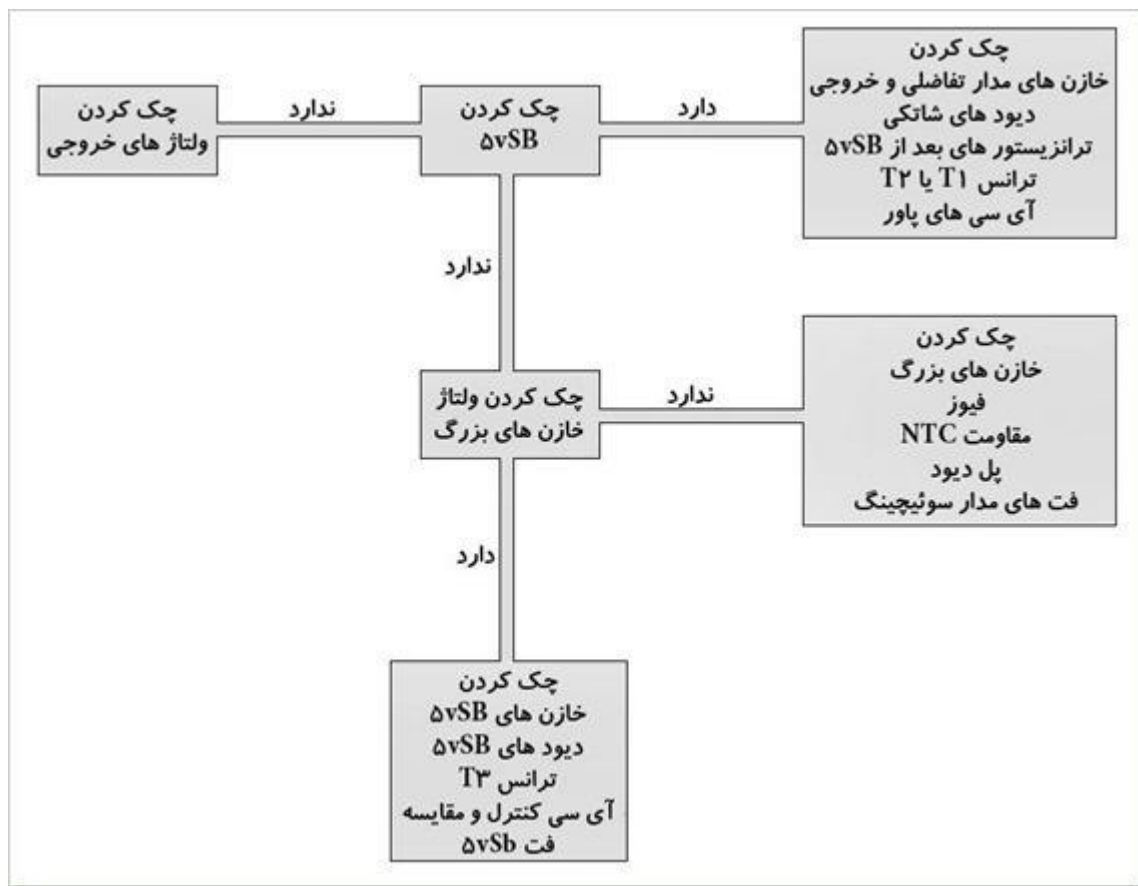 چک کردن
ولتاژ های خروجی
ندارد
چک کردن
۵vSB
دارد
چک کردن
خازن های مدار تفاضلی و خروجی
دیود های شاتکی
ترانزیستور های بعد از ۵vSB
ترانس T۱ یا T۲
آی سی های پاور
ندارد
چک کردن ولتاژ
خازن های بزرگ
ندارد
چک کردن
خازن های بزرگ
فیوز
مقاومت NTC
پل دیود
فت های مدار سوئیچینگ
دارد
چک کردن
خازن های ۵vSB
دیود های ۵vSB
ترانس T۳
آی سی کنترل و مقایسه
فت ۵vSb